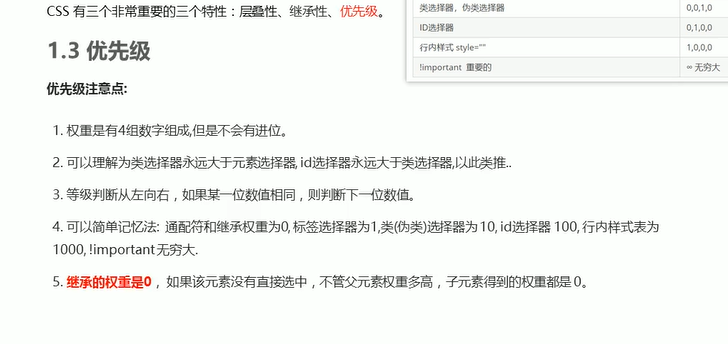 CSS 有三个非常重要的三个特性：层叠性、继承性、优先级。
类选择器，伪类选择器 0,0,1,0
ID选择器 0,1,0,0
行内样式 style="" 1,0,0,0
!important 重要的 ∞ 无穷大
1.3 优先级
优先级注意点:
1. 权重是有4组数字组成,但是不会有进位。
2. 可以理解为类选择器永远大于元素选择器, id选择器永远大于类选择器,以此类推..
3. 等级判断从左向右，如果某一位数值相同，则判断下一位数值。
4. 可以简单记忆法: 通配符和继承权重为0, 标签选择器为1,类(伪类)选择器为 10, id选择器 100, 行内样式表为
1000, !important 无穷大.
5. 继承的权重是0， 如果该元素没有直接选中，不管父元素权重多高，子元素得到的权重都是 0。